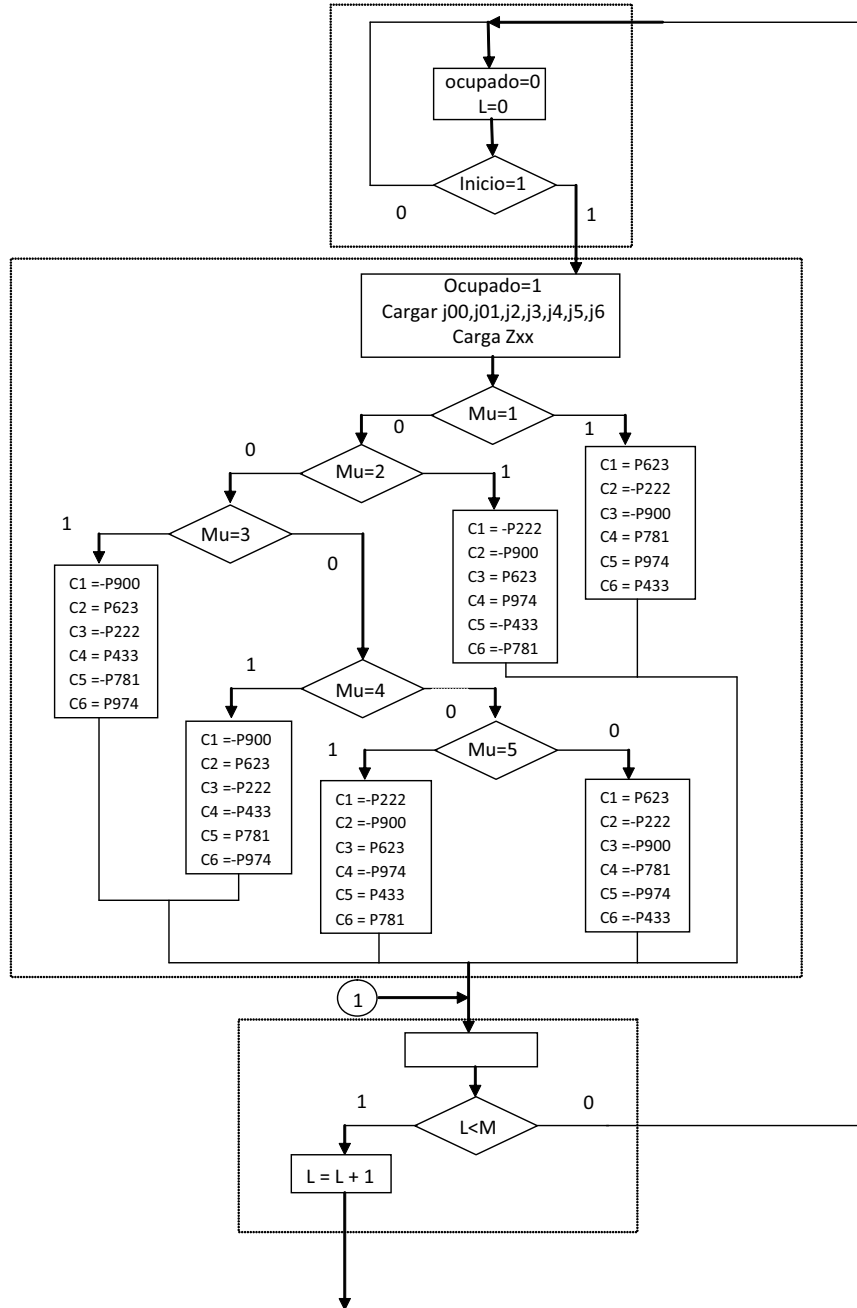 ocupado=0
L=0
Inicio=1
0
1
Ocupado=1
Cargar j00,j01,j2,j3,j4,j5,j6
Carga Zxx
Mu=1
0
1
C1 = P623
C2 =-P222
C3 =-P900
C4 = P781
C5 = P974
C6 = P433
Mu=2
0
1
C1 = -P222
C2 =-P900
C3 = P623
C4 = P974
C5 =-P433
C6 =-P781
Mu=3
1
0
C1 =-P900
C2 = P623
C3 =-P222
C4 = P433
C5 =-P781
C6 = P974
Mu=4
1
0
C1 =-P900
C2 = P623
C3 =-P222
C4 =-P433
C5 = P781
C6 =-P974
Mu=5
1
0
C1 =-P222
C2 =-P900
C3 = P623
C4 =-P974
C5 = P433
C6 = P781
C1 = P623
C2 =-P222
C3 =-P900
C4 =-P781
C5 =-P974
C6 =-P433
1
L<M
1
0
L = L + 1